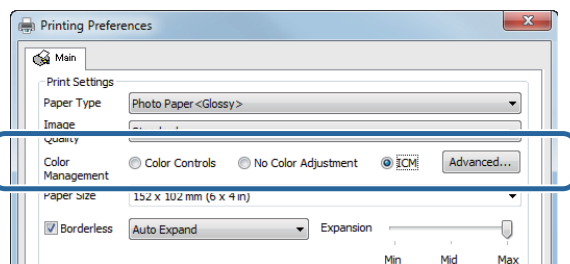 Printing Preferences
Main
Print Settings
Paper Type Photo Paper<Glossy>
Image
Quality
Color Color Controls No Color Adjustment ICM Advanced...
Management
Paper Size 152 x 102 mm (6 x 4 in)
Borderless Auto Expand Expansion
Min Mid Max